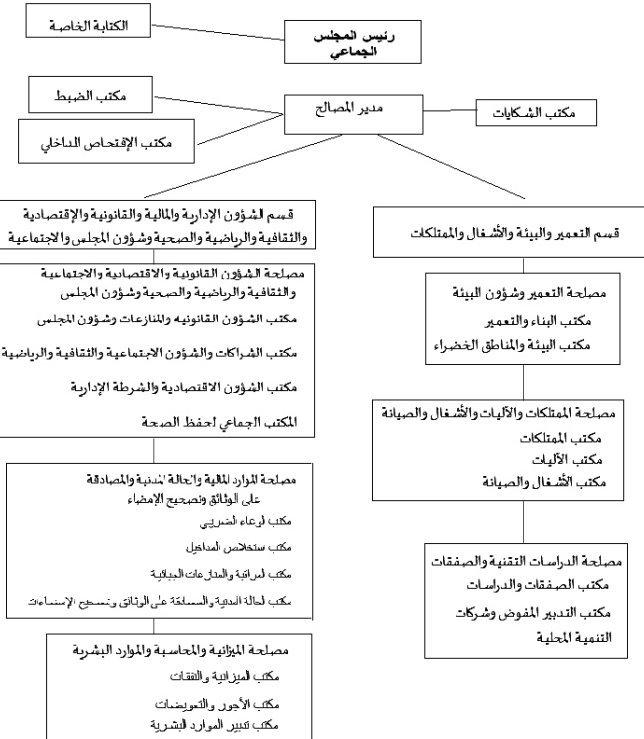 الكتابة الخاصة
رئيس المجلس
الجماعي
مكتب الضبط
مدير المصالح
مكتب الشكايات
مكتب الإفتحاص الداخلي
قسم الشؤون الإدارية والمالية والقانونية والإقتصادية
والثقافية والرياضية والصحية وشؤون المجلس والاجتماعية
مصلحة الشؤون القانونية والاقتصادية والاجتماعية
والثقافية والرياضية والصحية وشؤون المجلس
مكتب الشؤون القانونيه والمنازعات وشؤون المجلس
مكتب الشراكات والشؤون الاجتماعية والثقافية والرياضية
مكتب الشؤون الاقتصادية والشرطة الإدارية
المكتب الجماعي لحفظ الصحة
مصلحة الموارد المالية والحالة المدنية والمصادقة
على الوثائق وتصحيح الإمضاء
مكتب لوعاء الضريبي
مكتب ستخلاص المداخيل
مكتب لمراقبة والمنازعات الجبائية
مكتب لحالة المدنية والمصادقة على الوثائق وتصحيح الإمضاءات
مصلحة الميزانية والمحاسبة والموارد البشرية
مكتب الميزانية والنفقات
مكتب الأجور والتعويضات
مكتب تدبير الموارد البشرية
قسم التعمير والبيئة والأشغال والممتلكات
مصلحة التعمير وشؤون البيئة
مكتب البناء والتعمير
مكتب البيئة والمناطق الخضراء
مصلحة الممتلكات والآليات والأشغال والصيانة
مكتب الممتلكات
مكتب الآليات
مكتب الأشغال والصيانة
مصلحة الدراسات التقنية والصفقات
مكتب الصفقات والدراسات
مكتب التدبير المفوض وشركات
التنمية المحلية